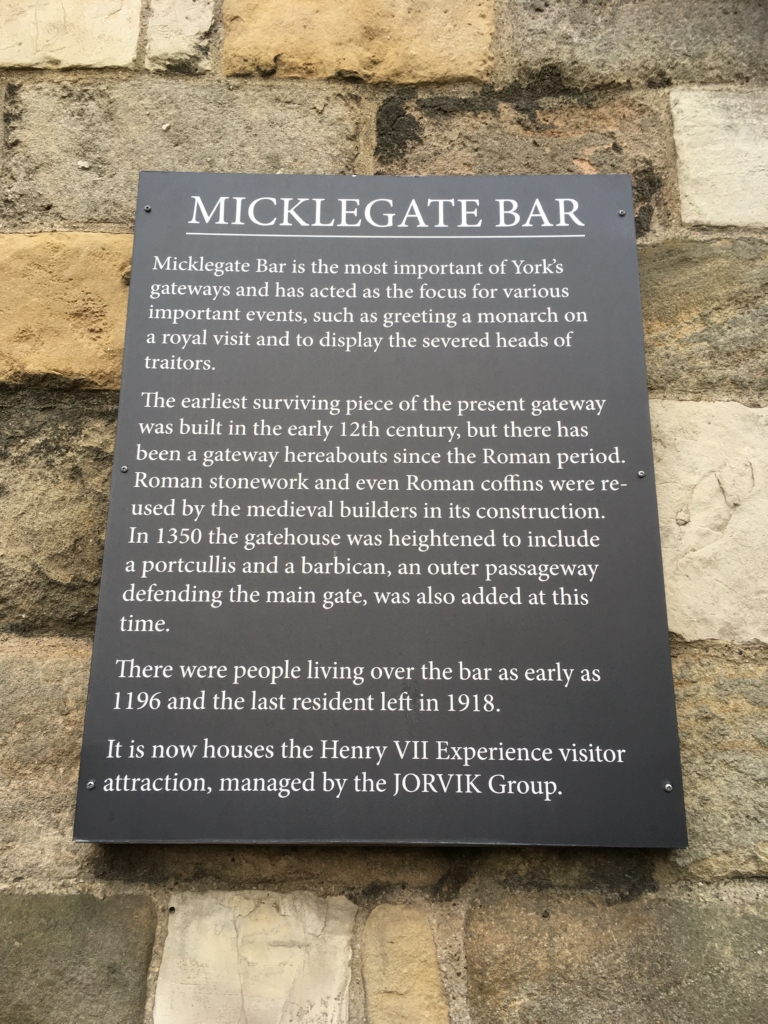 MICKLEGATE BAR
Micklegate Bar is the most important of York's
gateways and has acted as the focus for various
important events, such as greeting a monarch on
a royal visit and to display the severed heads of
traitors.
The earliest surviving piece of the present gateway
was built in the early 12th century, but there has
been a gateway hereabouts since the Roman period.
Roman stonework and even Roman coffins were re-
used by the medieval builders in its construction.
In 1350 the gatehouse was heightened to include
a portcullis and a barbican, an outer passageway
defending the main gate, was also added at this
time.
There were people living over the bar as early as
1196 and the last resident left in 1918.
It is now houses the Henry VII Experience visitor
attraction, managed by the JORVIK Group.